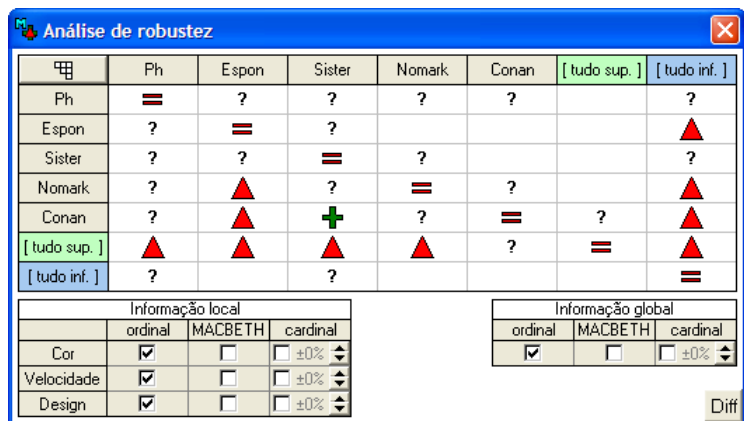 Análise de robustez
Ph Espon Sister Nomark Conan [ tudo sup. ] [ tudo inf. ]
Ph = ? ? ? ? ?
Espon ? = ?
Sister ? ? = ? ?
Nomark ? ? = ?
Conan ? + ? = ?
[ tudo sup. ] ? =
[ tudo inf. ] ? ? =
Informação local
ordinal MACBETH cardinal
Cor ±0%
Velocidade ±0%
Design ±0%
Informação global
ordinal MACBETH cardinal
±0%
Diff